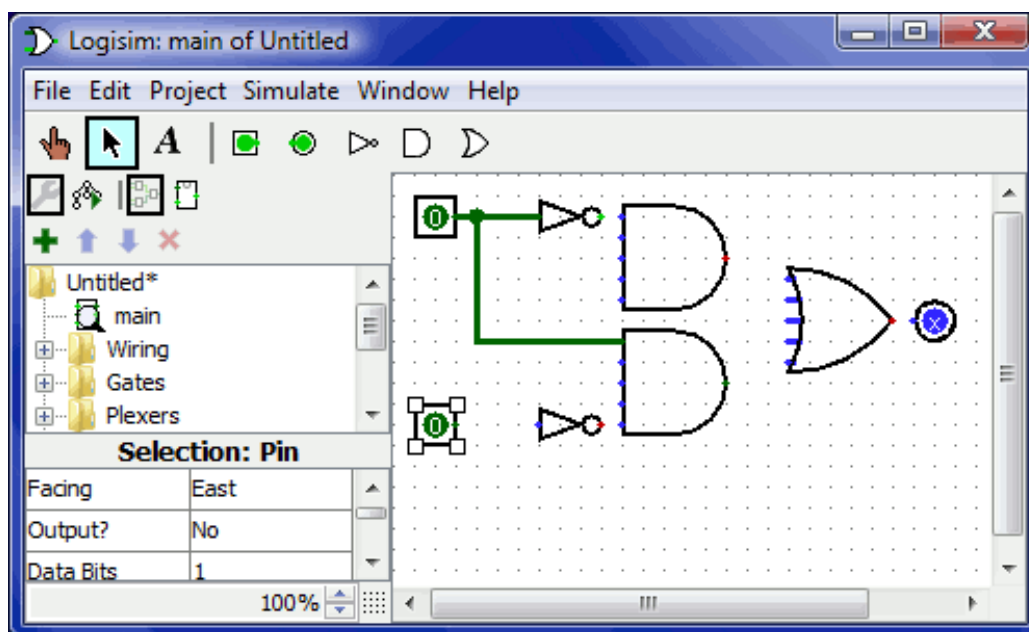 Logisim: main of Untitled
File Edit Project Simulate Window Help
A
Untitled*
main
Wiring
Gates
Plexers
Selection: Pin
Facing East
Output? No
Data Bits 1
100%
0
0
x